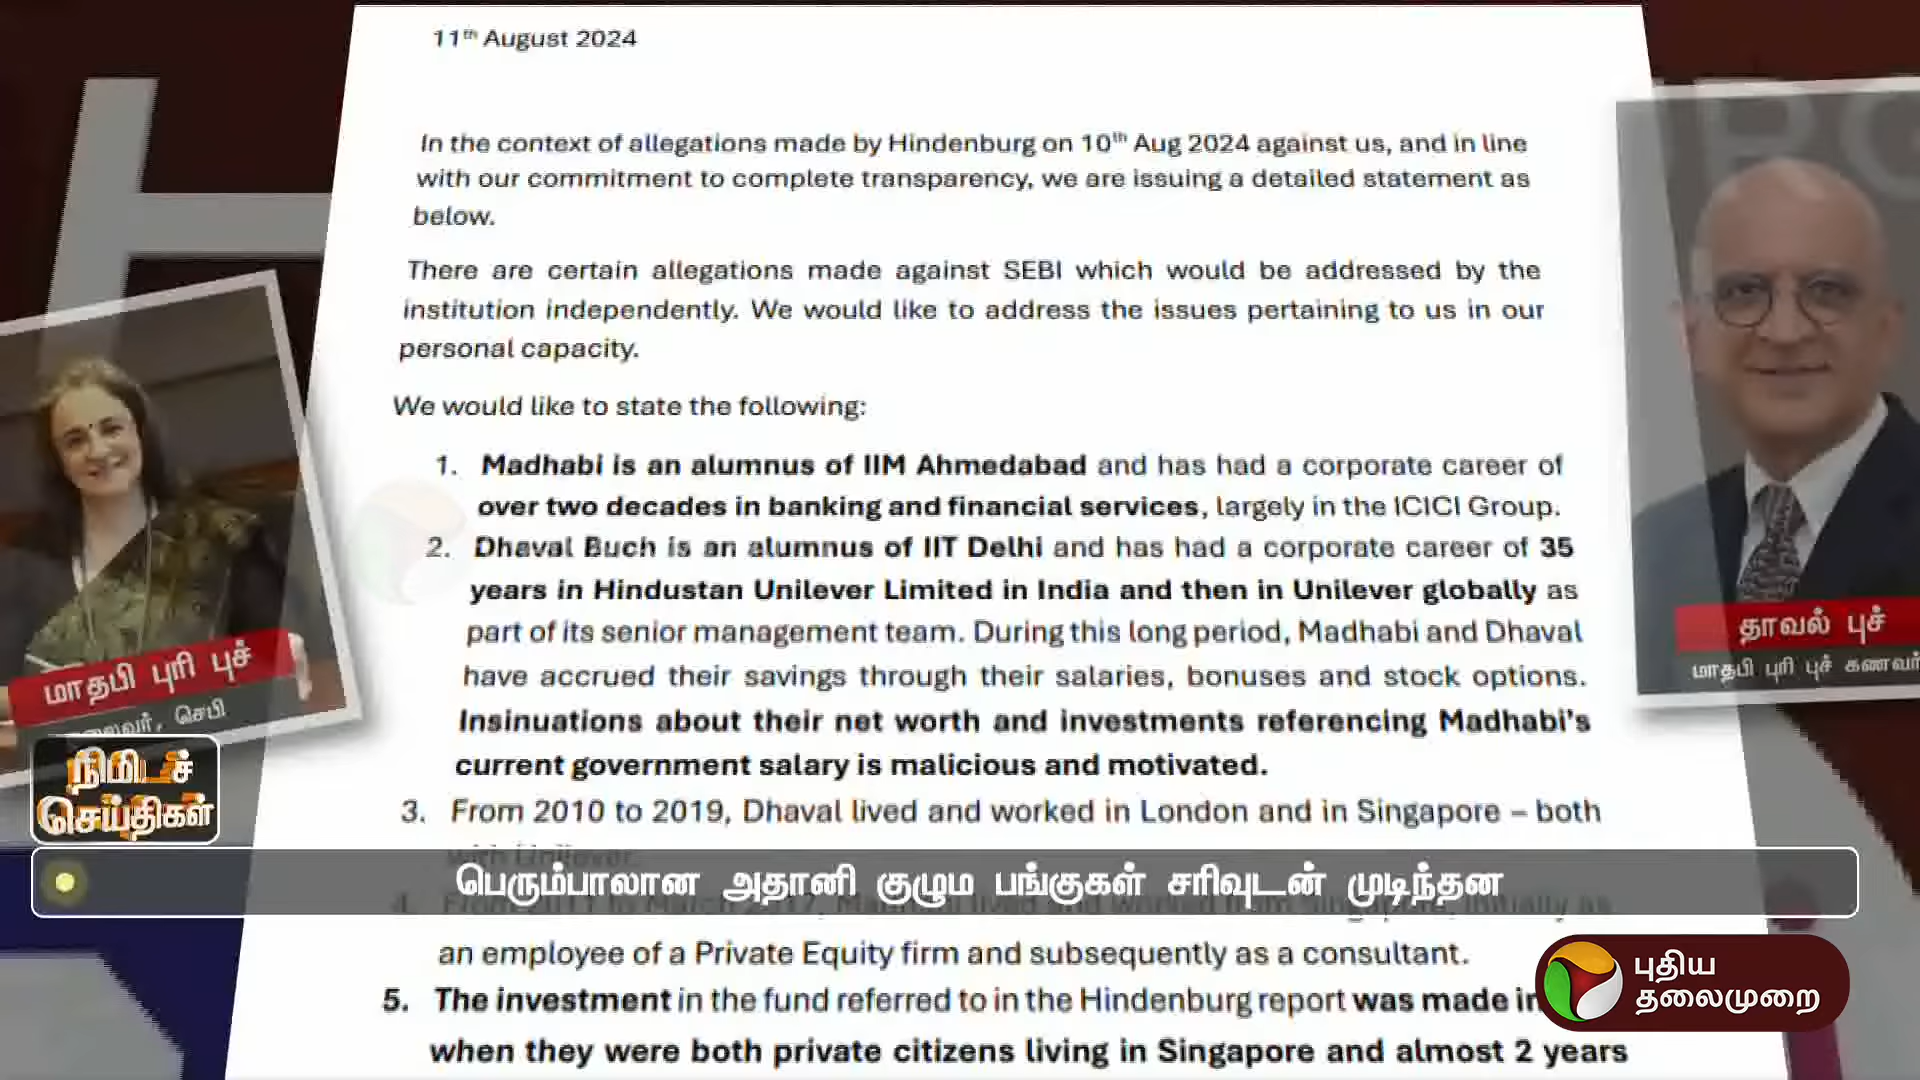 11th August 2024
In the context of allegations made by Hindenburg on 10th Aug 2024 against us, and in line
with our commitment to complete transparency, we are issuing a detailed statement as
below.
There are certain allegations made against SEBI which would be addressed by the
institution independently. We would like to address the issues pertaining to us in our
personal capacity.
We would like to state the following:
1. Madhabi is an alumnus of IIM Ahmedabad and has had a corporate career of
over two decades in banking and financial services, largely in the ICICI Group.
2. Dhaval Buch is an alumnus of IIT Delhi and has had a corporate career of 35
years in Hindustan Unilever Limited in India and then in Unilever globally as
part of its senior management team. During this long period, Madhabi and Dhaval
have accrued their savings through their salaries, bonuses and stock options.
Insinuations about their net worth and investments referencing Madhabi's
current government salary is malicious and motivated.
3. From 2010 to 2019, Dhaval lived and worked in London and in Singapore – both
with Unilever.
an employee of a Private Equity firm and subsequently as a consultant.
5. The investment in the fund referred to in the Hindenburg report was made in
when they were both private citizens living in Singapore and almost 2 years
மாதபி புரி புச்
செபி
தாவல் புச்
மாதபி புரி புச் கணவர்
நிமிடச்
செய்திகள்
பெரும்பாலான அதானி குழும பங்குகள் சரிவுடன் முடிந்தன
புதிய
தலைமுறை